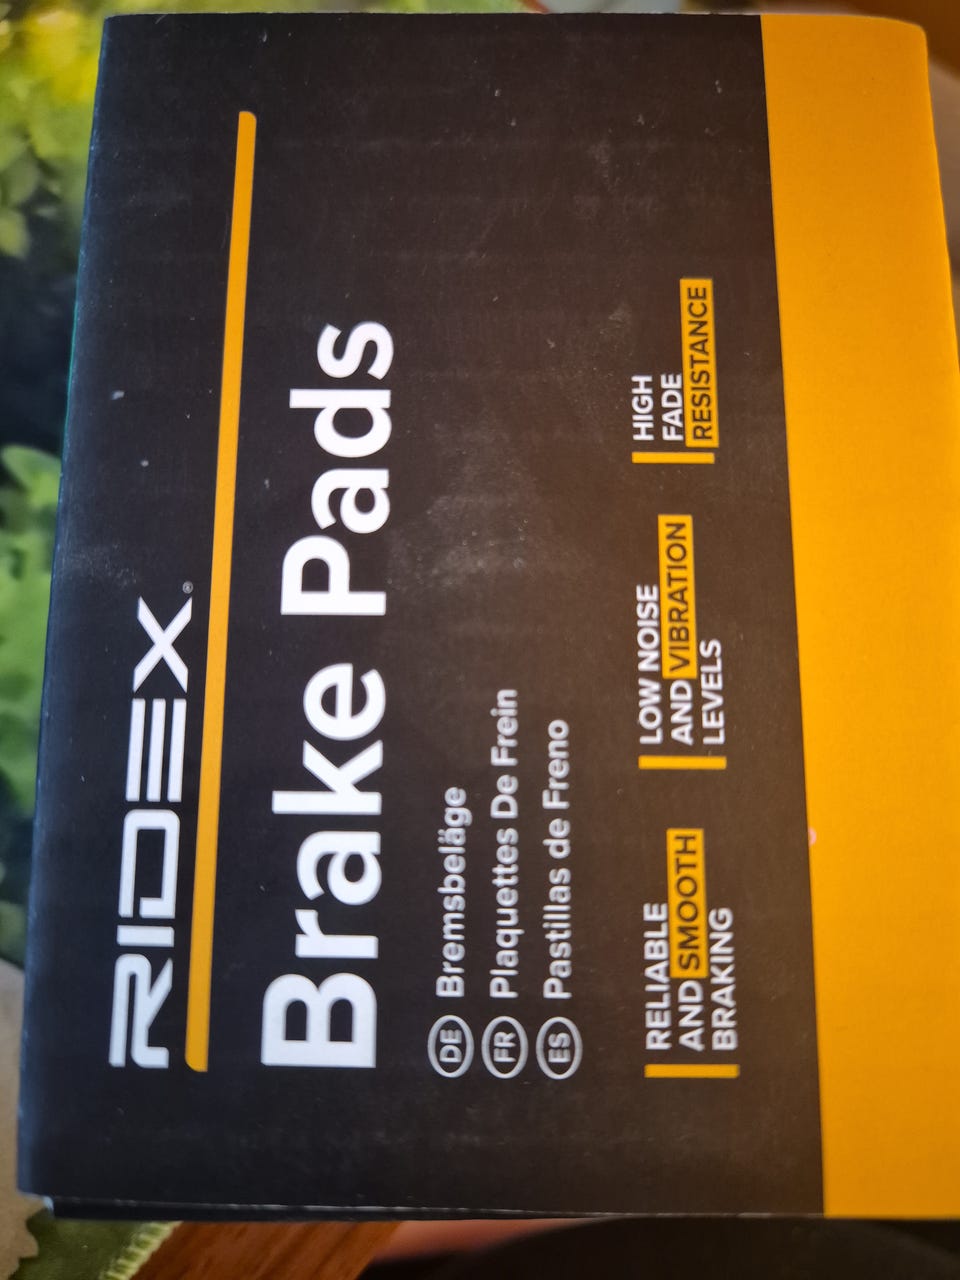 RIDEX®
Brake Pads
DE Bremsbeläge
FR Plaquettes De Frein
ES Pastillas de Freno
RELIABLE
AND SMOOTH
BRAKING
LOW NOISE
AND VIBRATION
LEVELS
HIGH
FADE
RESISTANCE